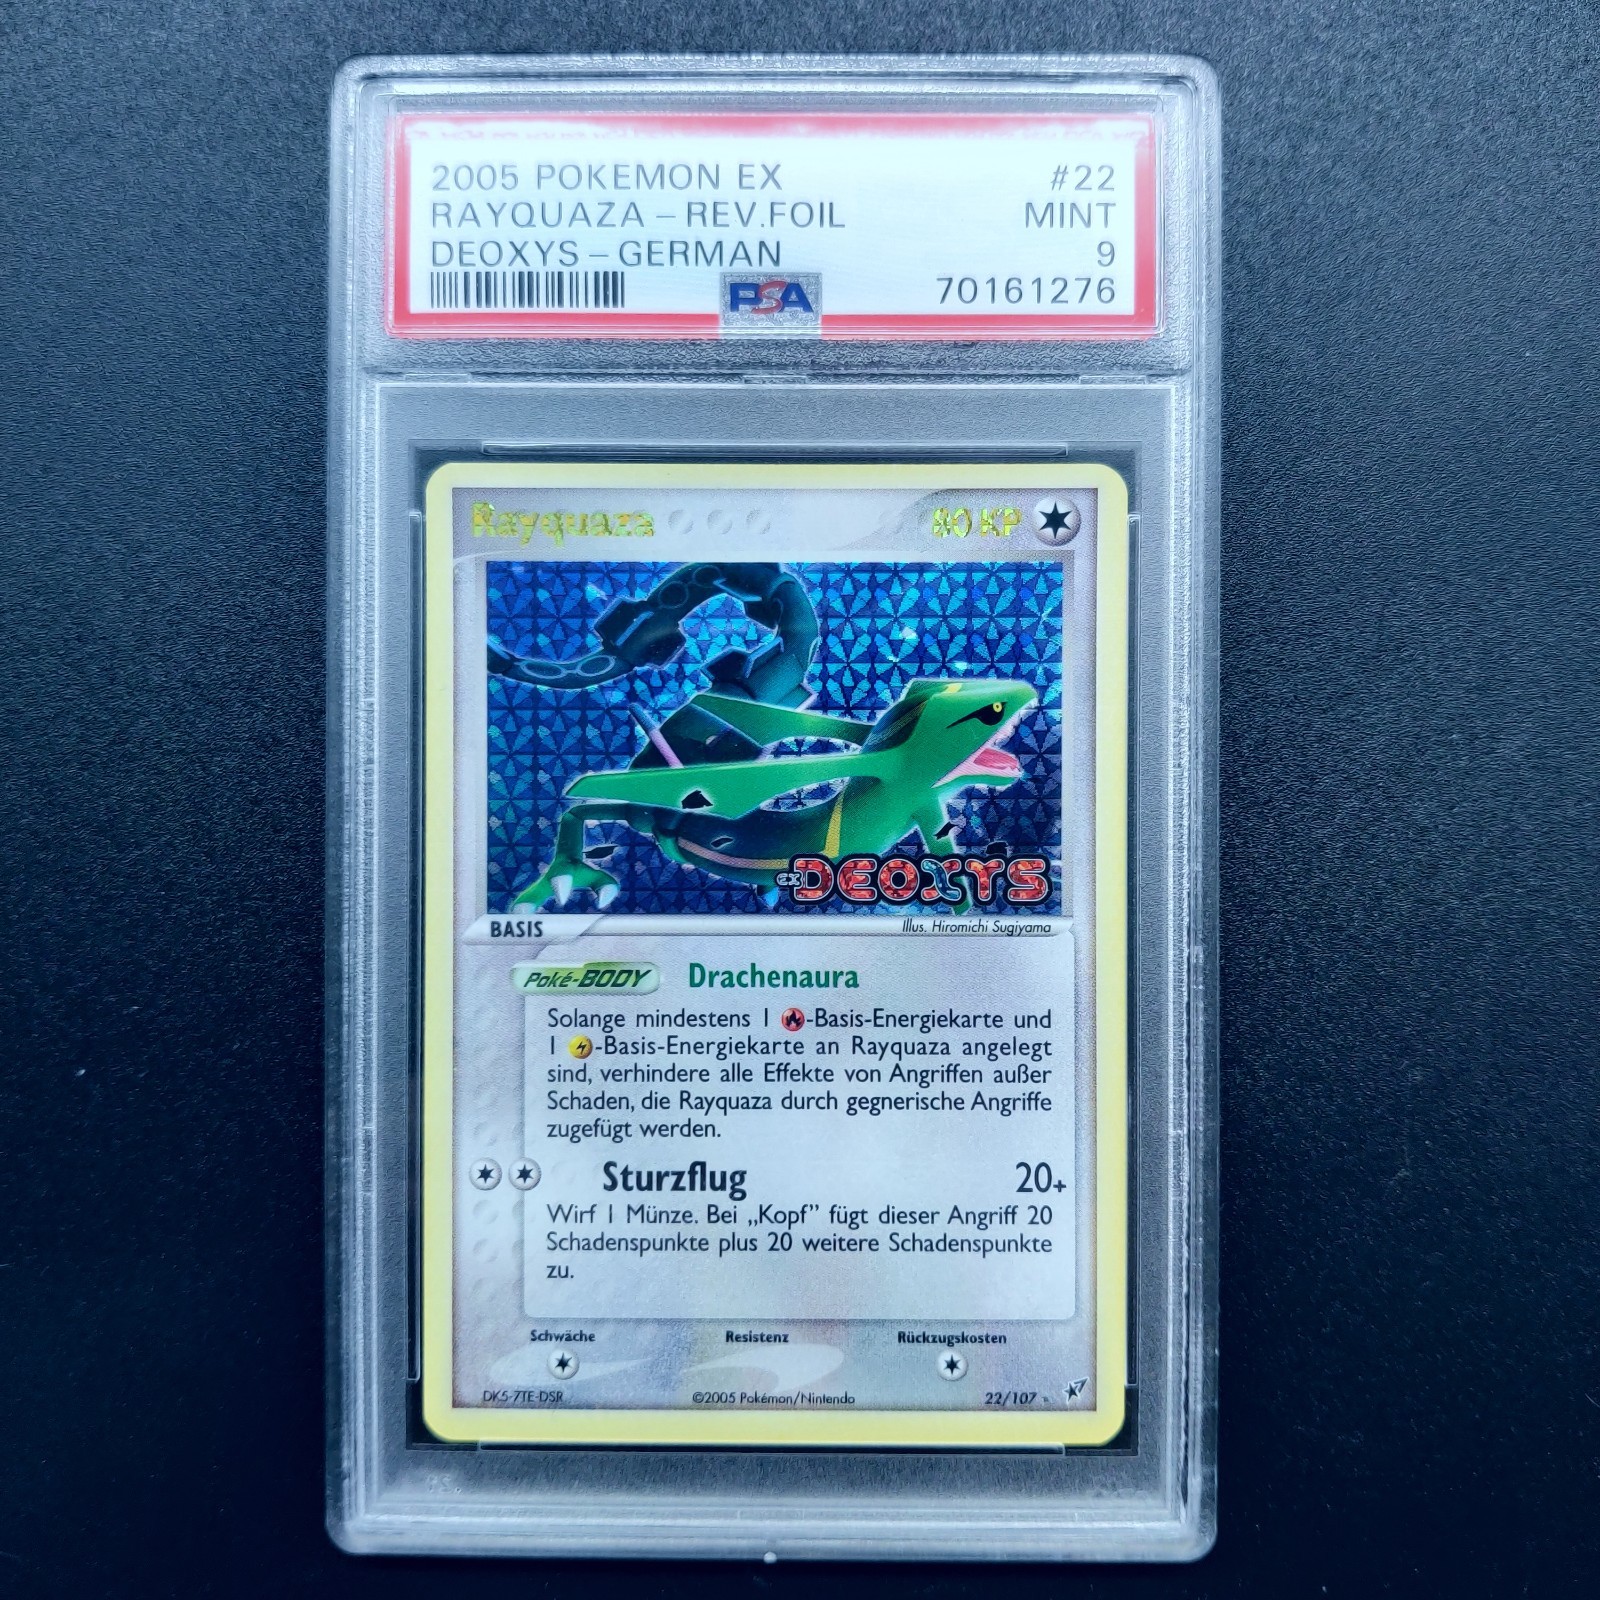 2005 POKEMON EX #22
RAYQUAZA - REV.FOIL MINT
DEOXYS - GERMAN 9
PSA 70161276
Rayquaza 80 KP
ex DEOXYS
BASIS Illus. Hiromichi Sugiyama
Poké-BODY Drachenaura
Solange mindestens 1 -Basis-Energiekarte und
1 -Basis-Energiekarte an Rayquaza angelegt
sind, verhindere alle Effekte von Angriffen außer
Schaden, die Rayquaza durch gegnerische Angriffe
zugefügt werden.
Sturzflug 20+
Wirf 1 Münze. Bei „Kopf” fügt dieser Angriff 20
Schadenspunkte plus 20 weitere Schadenspunkte
zu.
Schwäche Resistenz Rückzugskosten
DK5-7TE-DSR ©2005 Pokémon/Nintendo 22/107